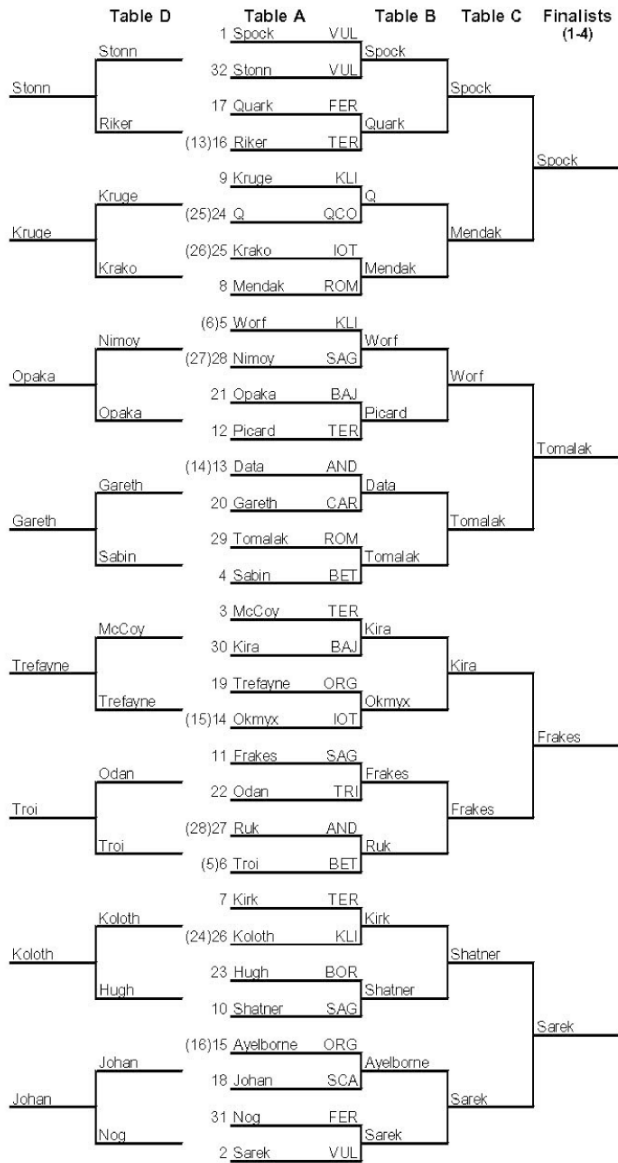 Table D Table A Table B Table C Finalists
(1-4)
1 Spock VUL
Stonn Spock
Stonn 32 Stonn VUL Spock
17 Quark FER
Riker Quark
(13)16 Riker TER Spock
9 Kruge KLI
Kruge Q
Kruge (25)24 Q QCO Mendak
(26)25 Krako IOT
Krako Mendak
8 Mendak ROM
(6)5 Worf KLI
Nimoy Worf
Opaka (27)28 Nimoy SAG Worf
21 Opaka BAJ
Opaka Picard
12 Picard TER Tomalak
(14)13 Data AND
Gareth Data
Gareth 20 Gareth CAR Tomalak
29 Tomalak ROM
Sabin Tomalak
4 Sabin BET
3 McCoy TER
McCoy Kira
Trefayne 30 Kira BAJ Kira
19 Trefayne ORG
Trefayne Okmyx
(15)14 Okmyx IOT Frakes
11 Frakes SAG
Odan Frakes
Troi 22 Odan TRI Frakes
(28)27 Ruk AND
Troi Ruk
(5)6 Troi BET
7 Kirk TER
Koloth Kirk
Koloth (24)26 Koloth KLI Shatner
23 Hugh BOR
Hugh Shatner
10 Shatner SAG Sarek
(16)15 Ayelborne ORG
Johan Ayelborne
Johan 18 Johan SCA Sarek
31 Nog FER
Nog Sarek
2 Sarek VUL